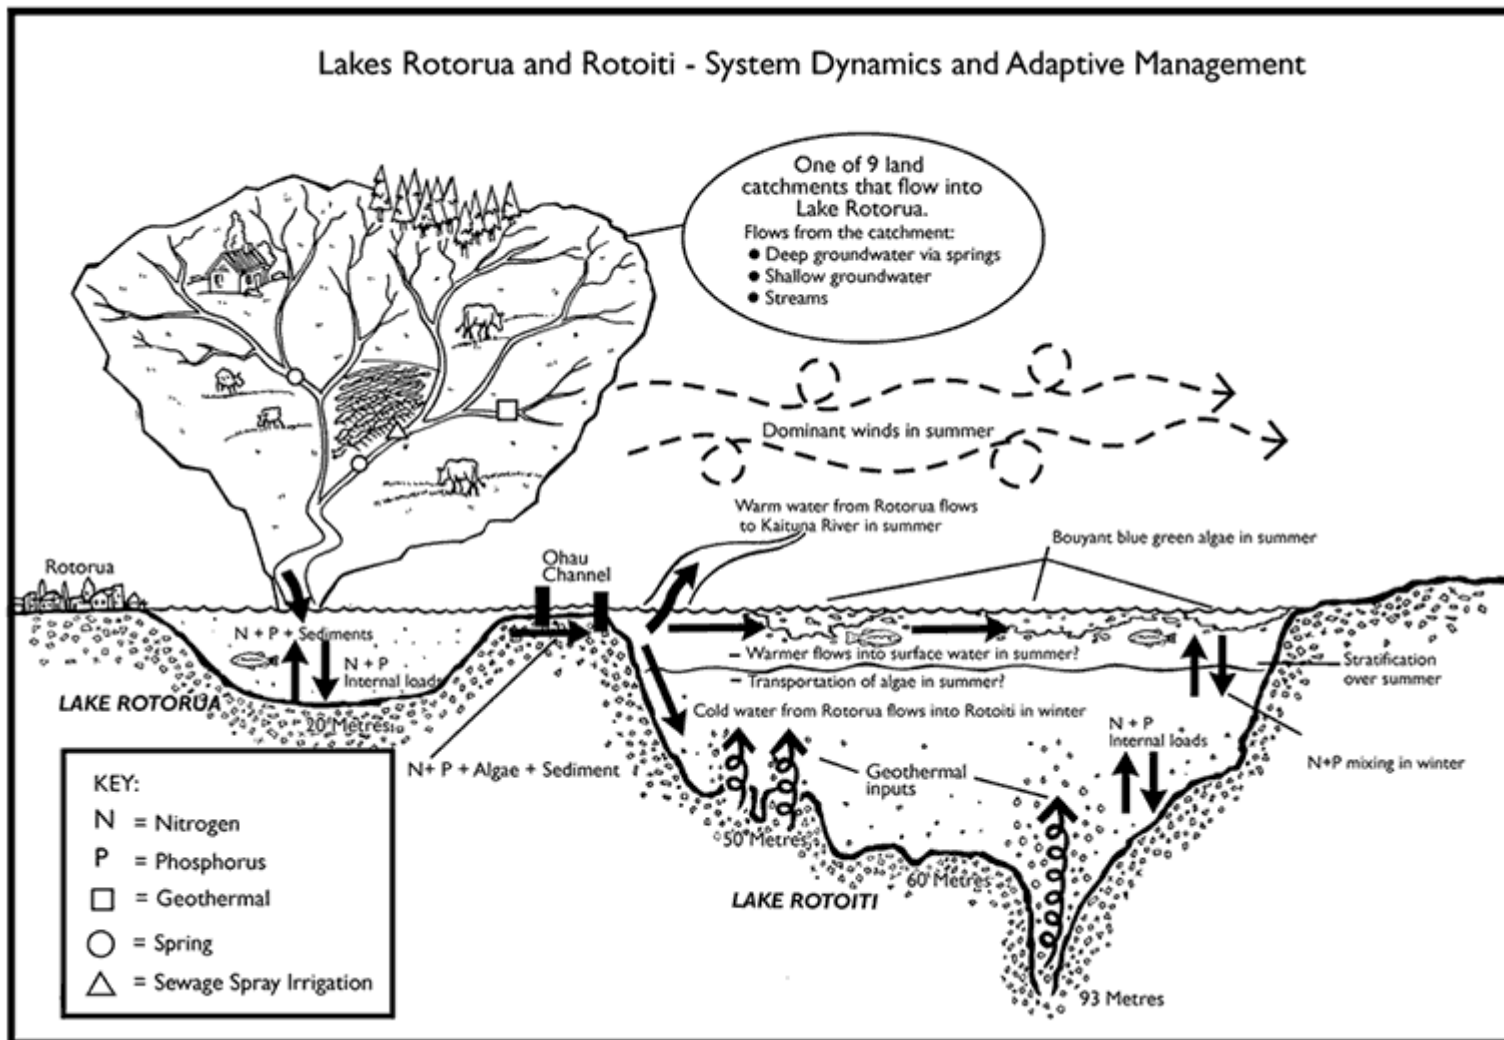 Lakes Rotorua and Rotoiti - System Dynamics and Adaptive Management
One of 9 land
catchments that flow into
Lake Rotorua.
Flows from the catchment:
● Deep groundwater via springs
● Shallow groundwater
● Streams
Dominant winds in summer
Warm water from Rotorua flows
to Kaituna River in summer
Bouyant blue green algae in summer
Rotorua
Ohau
Channel
N + P + Sediments
N + P
Internal loads
LAKE ROTORUA
20 Metres
N+ P + Algae + Sediment
– Warmer flows into surface water in summer?
– Transportation of algae in summer?
Stratification
over summer
Cold water from Rotorua flows into Rotoiti in winter
N + P
Internal loads
N+P mixing in winter
Geothermal
inputs
50 Metres
60 Metres
LAKE ROTOITI
93 Metres
KEY:
N = Nitrogen
P = Phosphorus
□ = Geothermal
○ = Spring
△ = Sewage Spray Irrigation